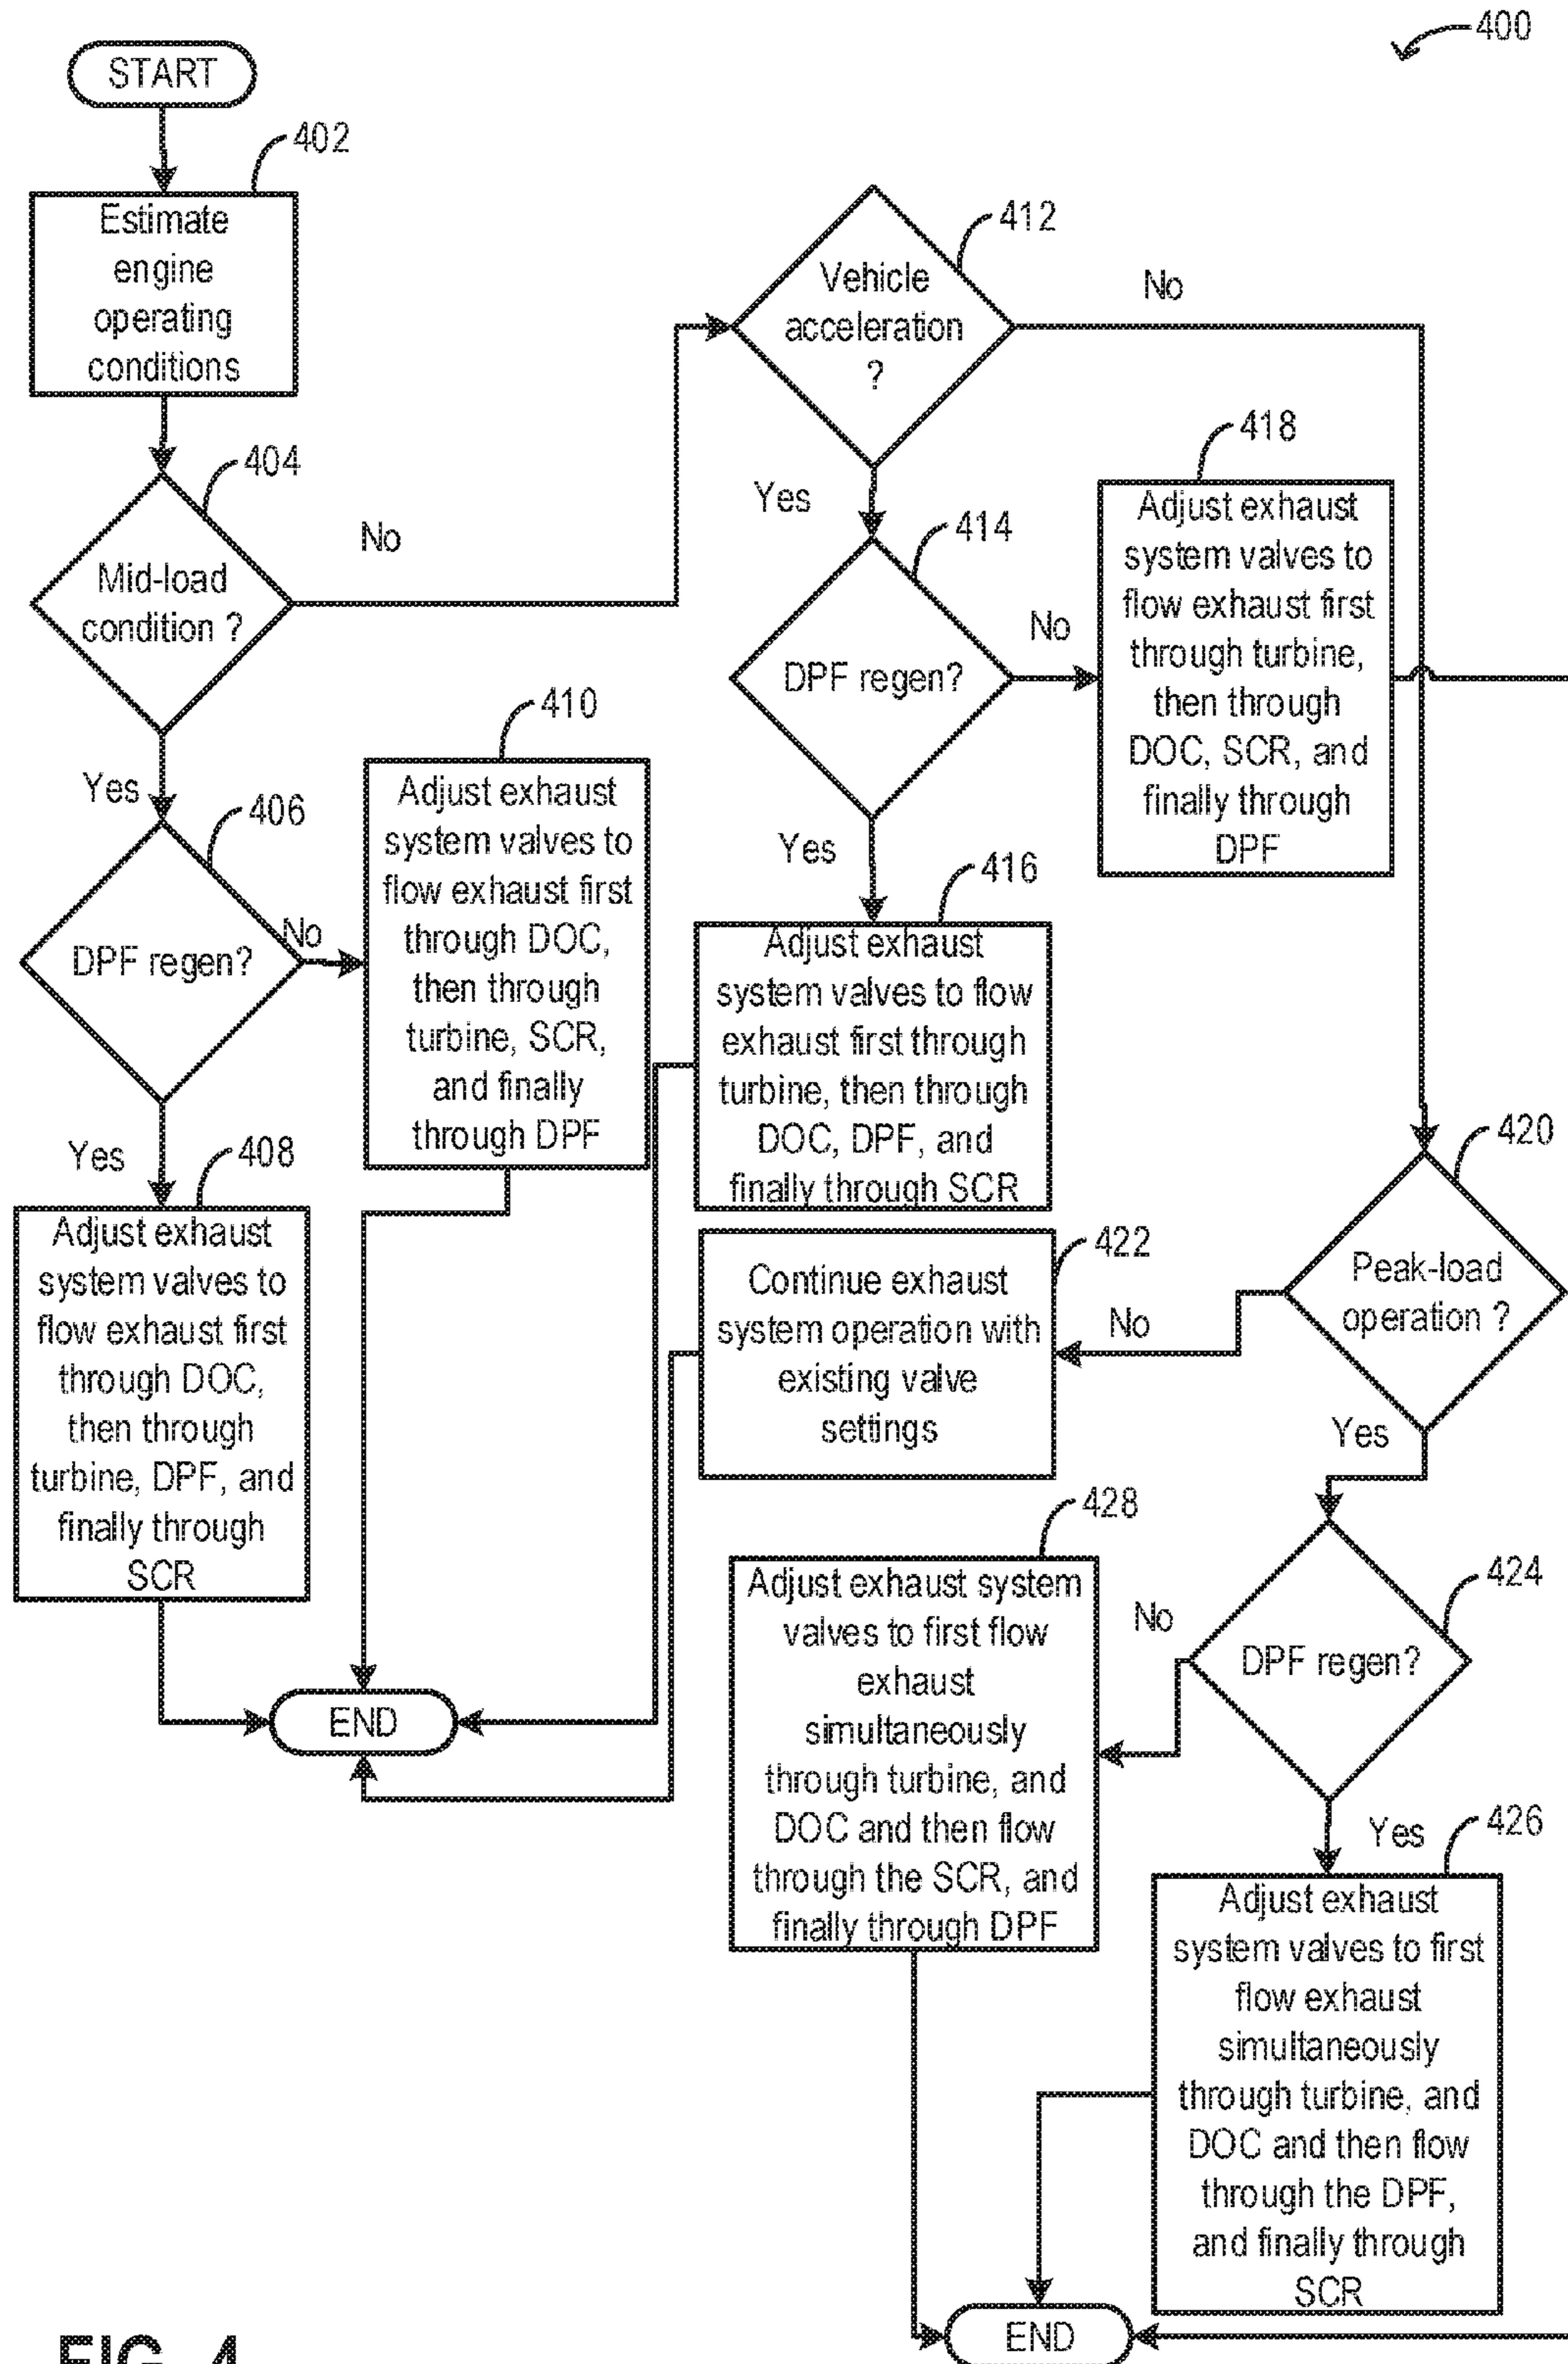 400
START
402
Estimate
engine
operating
conditions
404
Mid-load
condition ?
No
Yes
406
DPF regen?
No
Yes
408
Adjust exhaust
system valves to
flow exhaust first
through DOC,
then through
turbine, DPF, and
finally through
SCR
410
Adjust exhaust
system valves to
flow exhaust first
through DOC,
then through
turbine, SCR,
and finally
through DPF
END
412
Vehicle
acceleration
?
No
Yes
414
DPF regen?
No
Yes
416
Adjust exhaust
system valves to flow
exhaust first through
turbine, then through
DOC, DPF, and
finally through SCR
418
Adjust exhaust
system valves to
flow exhaust first
through turbine,
then through
DOC, SCR, and
finally through
DPF
420
Peak-load
operation ?
No
Yes
422
Continue exhaust
system operation with
existing valve
settings
424
DPF regen?
No
Yes
426
Adjust exhaust
system valves to first
flow exhaust
simultaneously
through turbine, and
DOC and then flow
through the DPF,
and finally through
SCR
428
Adjust exhaust system
valves to first flow
exhaust
simultaneously
through turbine, and
DOC and then flow
through the SCR, and
finally through DPF
END
FIG. 4